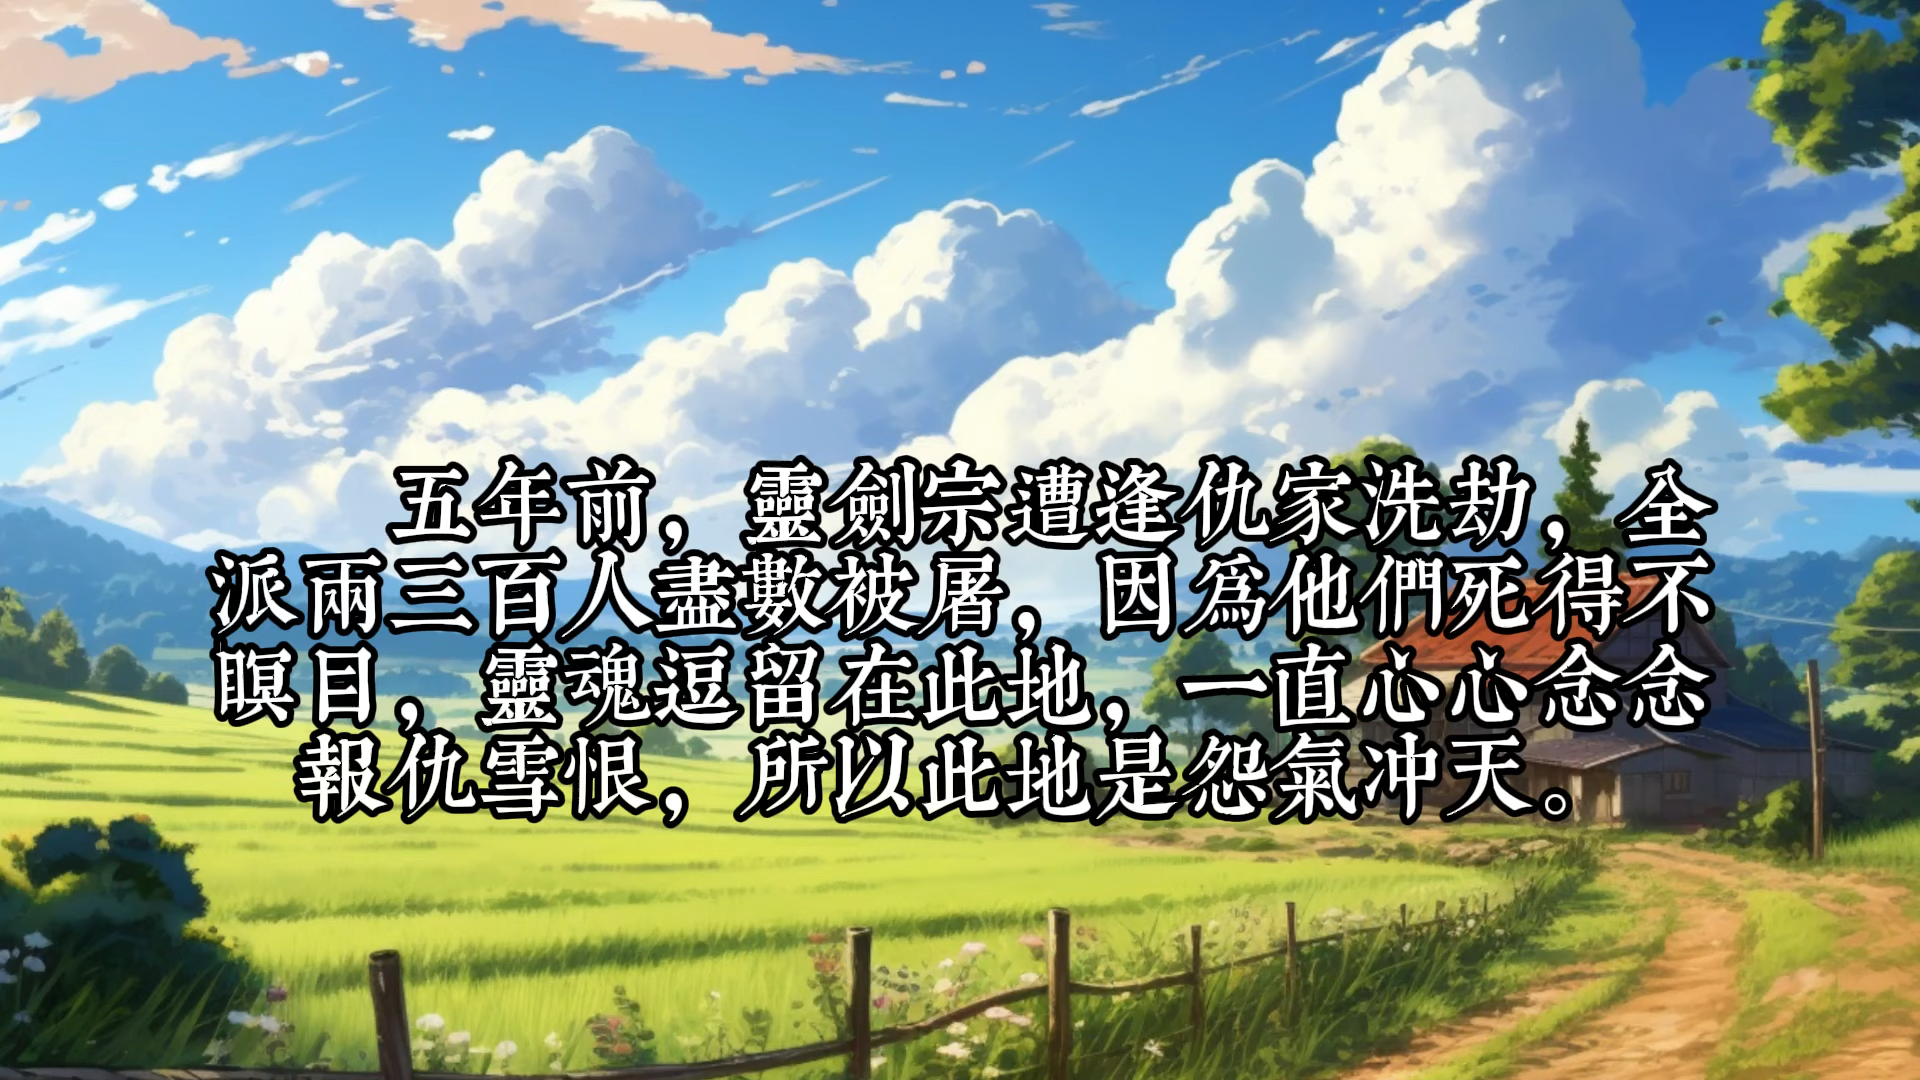 五年前，靈劍宗遭逢仇家洗劫，全
派兩三百人盡數被屠，因爲他們死得不
瞑目，靈魂逗留在此地，一直心心念念
報仇雪恨，所以此地是怨氣冲天。